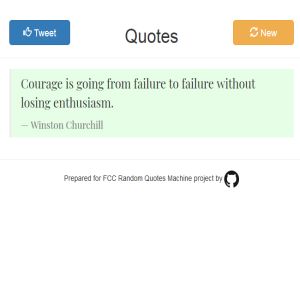 Tweet
Quotes
New
Courage is going from failure to failure without
losing enthusiasm.
— Winston Churchill
Prepared for FCC Random Quotes Machine project by